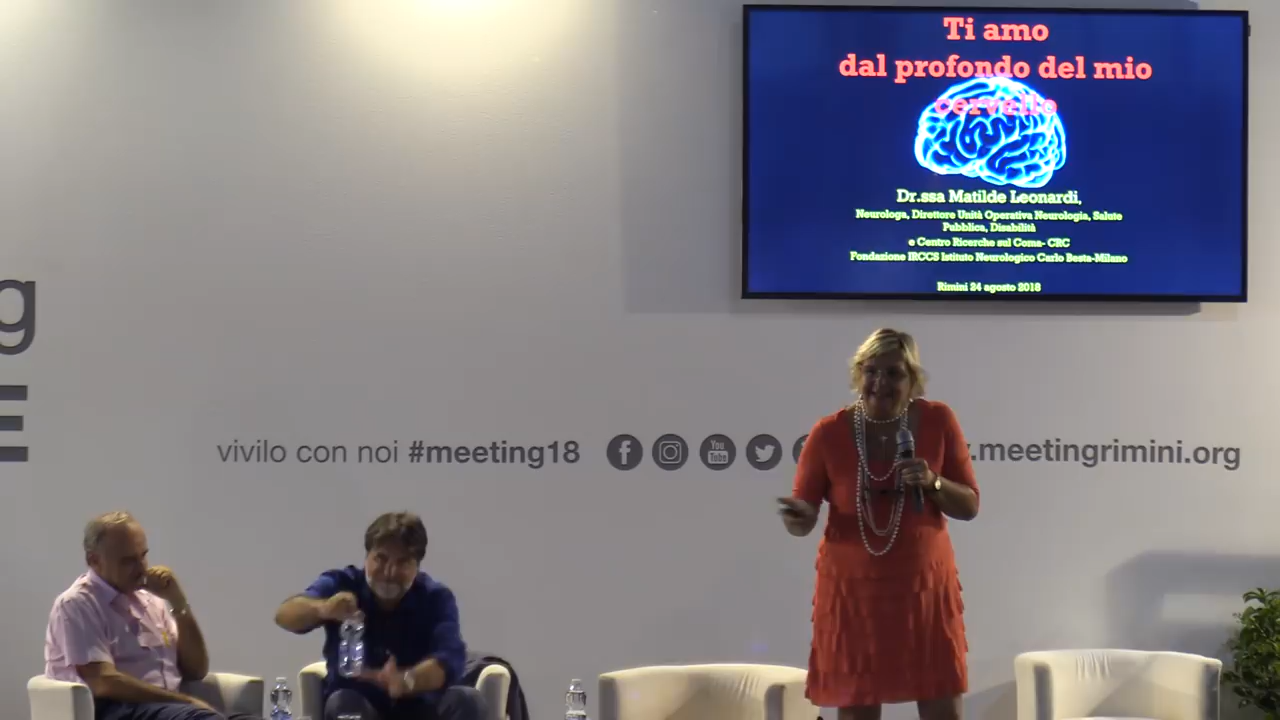 Ti amo
dal profondo del mio
cervello
Dr.ssa Matilde Leonardi,
Neurologa, Direttore Unità Operativa Neurologia, Salute
Pubblica, Disabilità
e Centro Ricerche sul Coma- CRC
Fondazione IRCCS Istituto Neurologico Carlo Besta-Milano
Rimini 24 agosto 2018
g
E
vivilo con noi #meeting18
You
Tube
.meetingrimini.org